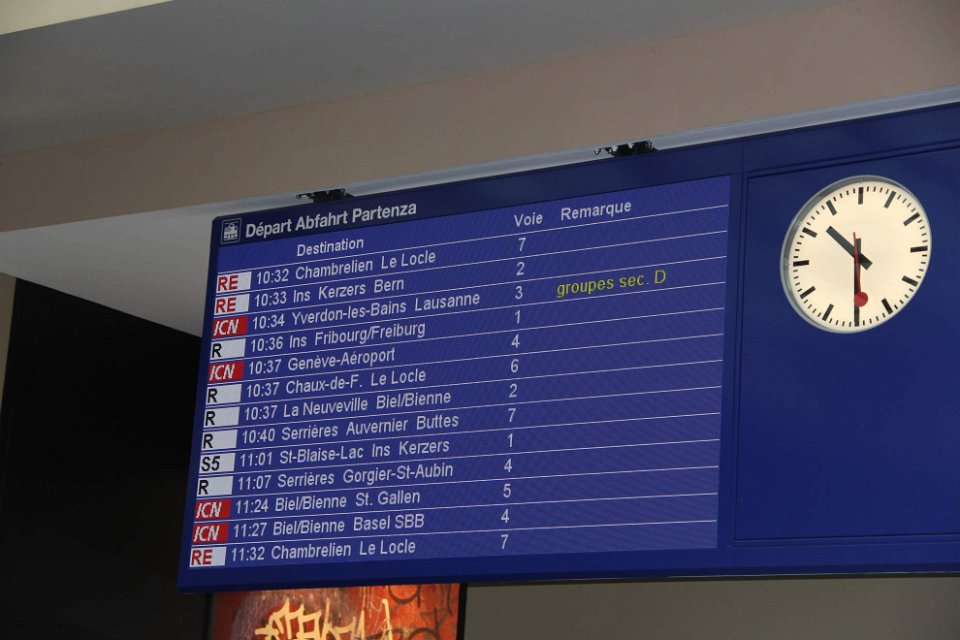 Départ Abfahrt Partenza
Destination Voie Remarque
RE 10:32 Chambrelien Le Locle 7
RE 10:33 Ins Kerzers Bern 2
ICN 10:34 Yverdon-les-Bains Lausanne 3 groupes sec. D
R 10:36 Ins Fribourg/Freiburg 1
ICN 10:37 Genève-Aéroport 4
R 10:37 Chaux-de-F. Le Locle 6
R 10:37 La Neuveville Biel/Bienne 2
R 10:40 Serrières Auvernier Buttes 7
S5 11:01 St-Blaise-Lac Ins Kerzers 1
R 11:07 Serrières Gorgier-St-Aubin 4
ICN 11:24 Biel/Bienne St. Gallen 5
ICN 11:27 Biel/Bienne Basel SBB 4
RE 11:32 Chambrelien Le Locle 7